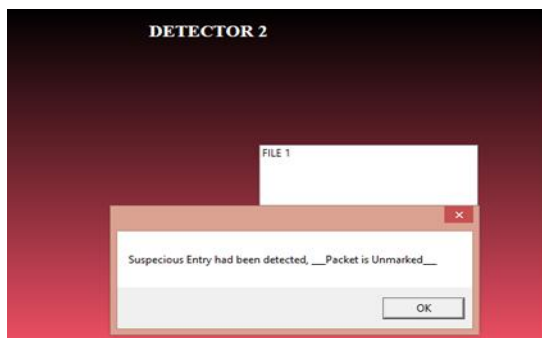 DETECTOR 2
FILE 1
Suspecious Entry had been detected, ___Packet is Unmarked___
OK